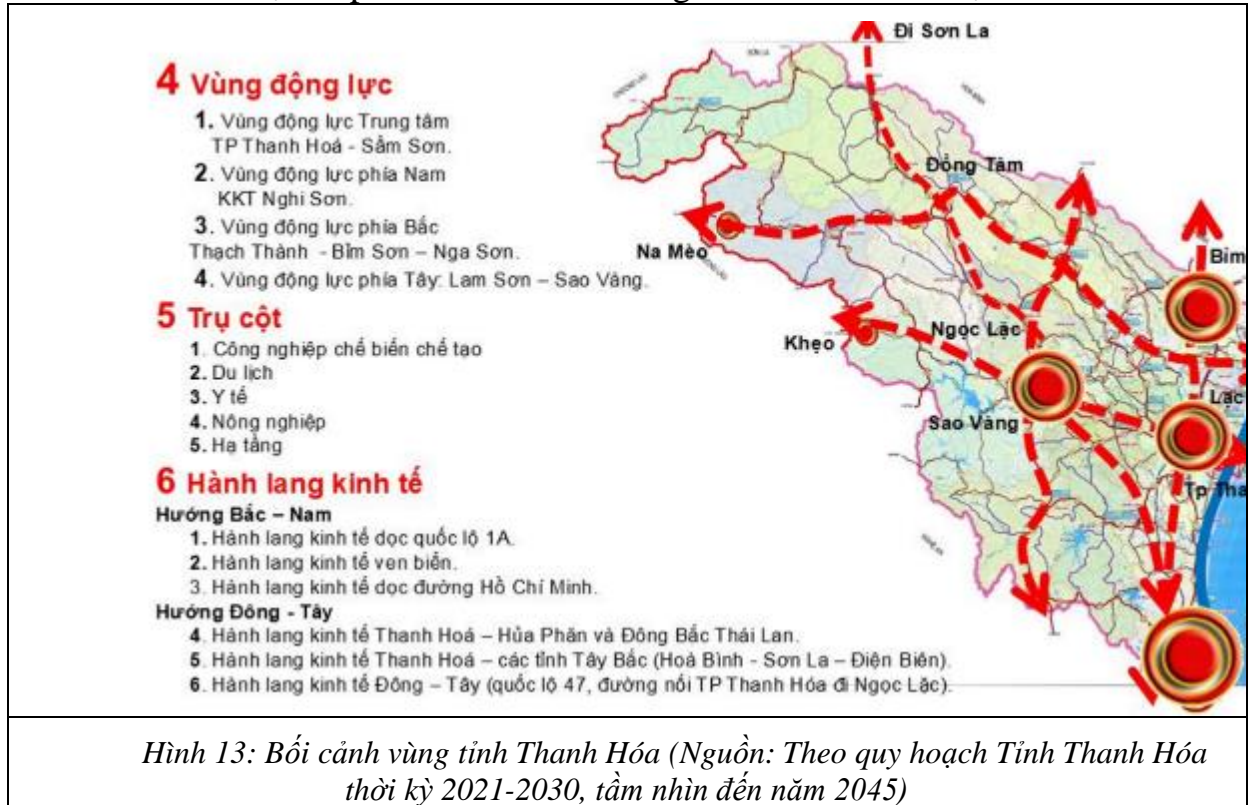 4 Vùng động lực
1. Vùng động lực Trung tâm
TP Thanh Hoá - Sầm Sơn.
2. Vùng động lực phía Nam
KKT Nghi Sơn.
3. Vùng động lực phía Bắc
Thạch Thành - Bỉm Sơn – Nga Sơn.
4. Vùng động lực phía Tây: Lam Sơn – Sao Vàng.
5 Trụ cột
1. Công nghiệp chế biến chế tạo
2. Du lịch
3. Y tế
4. Nông nghiệp
5. Hạ tầng
6 Hành lang kinh tế
Hướng Bắc – Nam
1. Hành lang kinh tế dọc quốc lộ 1A.
2. Hành lang kinh tế ven biển.
3. Hành lang kinh tế dọc đường Hồ Chí Minh.
Hướng Đông - Tây
4. Hành lang kinh tế Thanh Hoá – Hủa Phăn và Đông Bắc Thái Lan.
5. Hành lang kinh tế Thanh Hoá – các tỉnh Tây Bắc (Hoà Bình - Sơn La – Điện Biên).
6. Hành lang kinh tế Đông – Tây (quốc lộ 47, đường nối TP Thanh Hóa đi Ngọc Lặc).
Đi Sơn La
SƠN LA
HÒA BÌNH
Đồng Tâm
Na Mèo
Bỉm
Khẹo
Ngọc Lặc
Lạc
Sao Vàng
Tp Tha
NGHỆ AN
Hình 13: Bối cảnh vùng tỉnh Thanh Hóa (Nguồn: Theo quy hoạch Tỉnh Thanh Hóa
thời kỳ 2021-2030, tầm nhìn đến năm 2045)